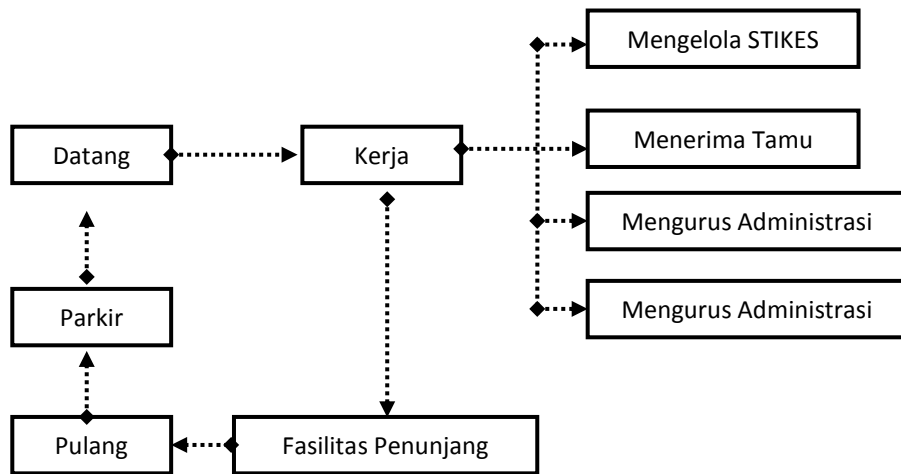 Mengelola STIKES
Datang
Kerja
Menerima Tamu
Mengurus Administrasi
Parkir
Mengurus Administrasi
Pulang
Fasilitas Penunjang